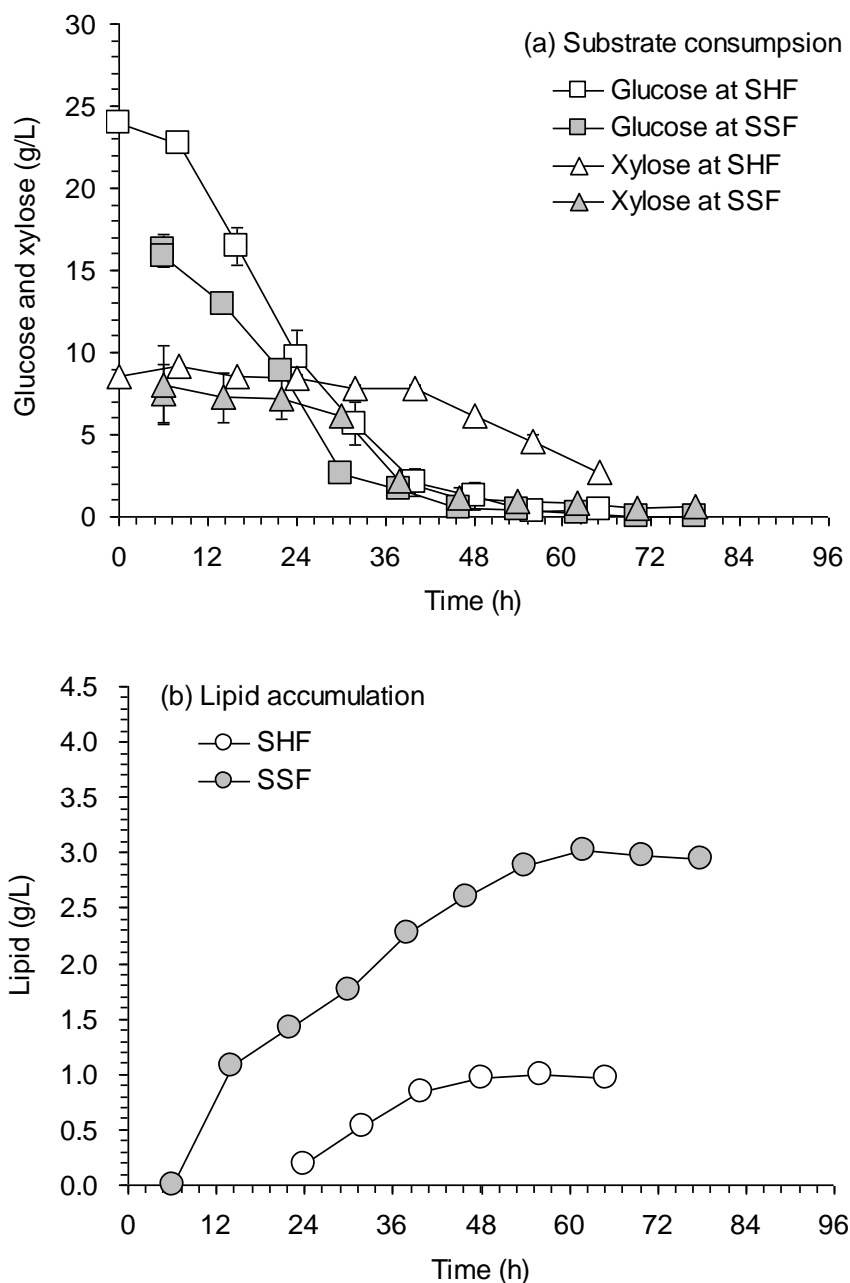 (a) Substrate consumpsion
Glucose at SHF
Glucose at SSF
Xylose at SHF
Xylose at SSF
Glucose and xylose (g/L)
30
25
20
15
10
5
0
0 12 24 36 48 60 72 84 96
Time (h)
(b) Lipid accumulation
SHF
SSF
Lipid (g/L)
4.5
4.0
3.5
3.0
2.5
2.0
1.5
1.0
0.5
0.0
0 12 24 36 48 60 72 84 96
Time (h)